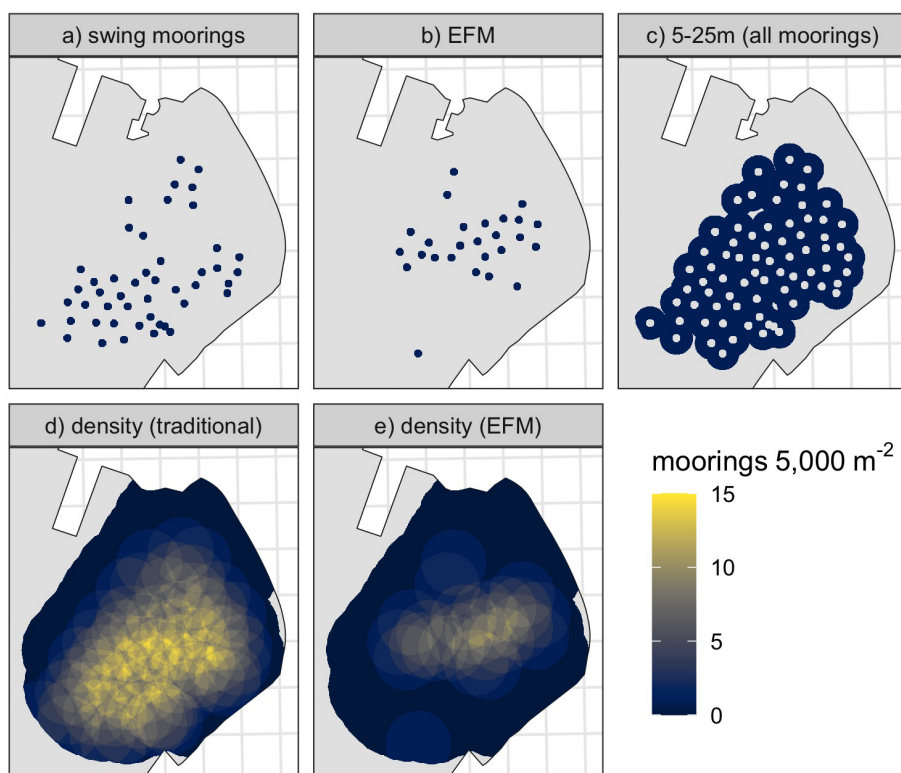 a) swing moorings
b) EFM
c) 5-25m (all moorings)
d) density (traditional)
e) density (EFM)
moorings 5,000 m⁻²
15
10
5
0